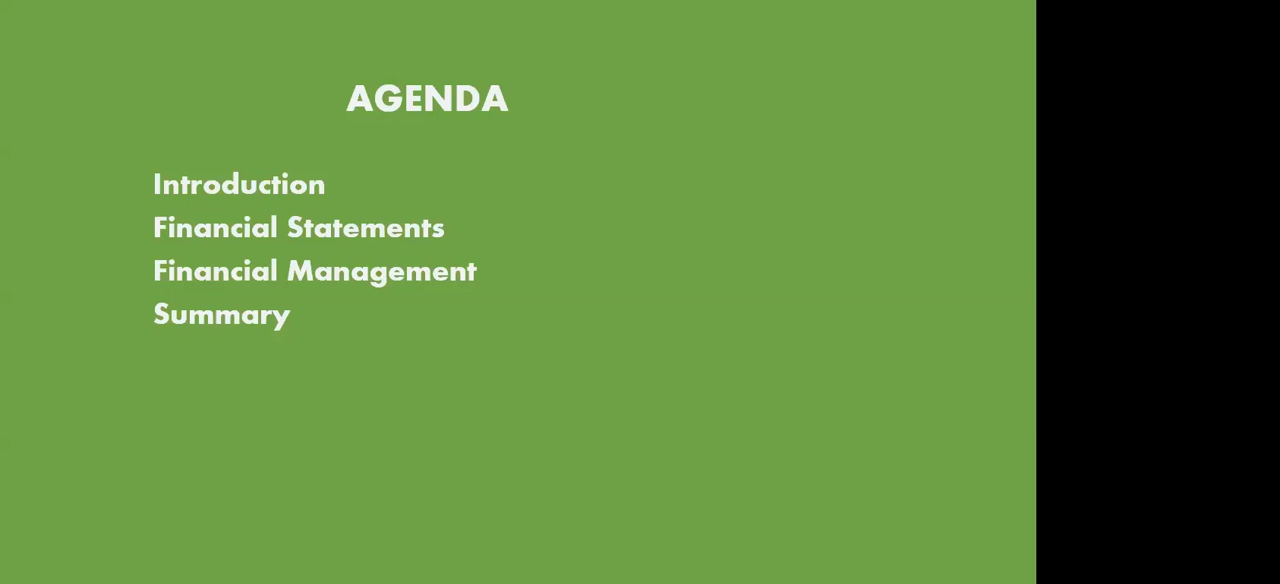 AGENDA
Introduction
Financial Statements
Financial Management
Summary